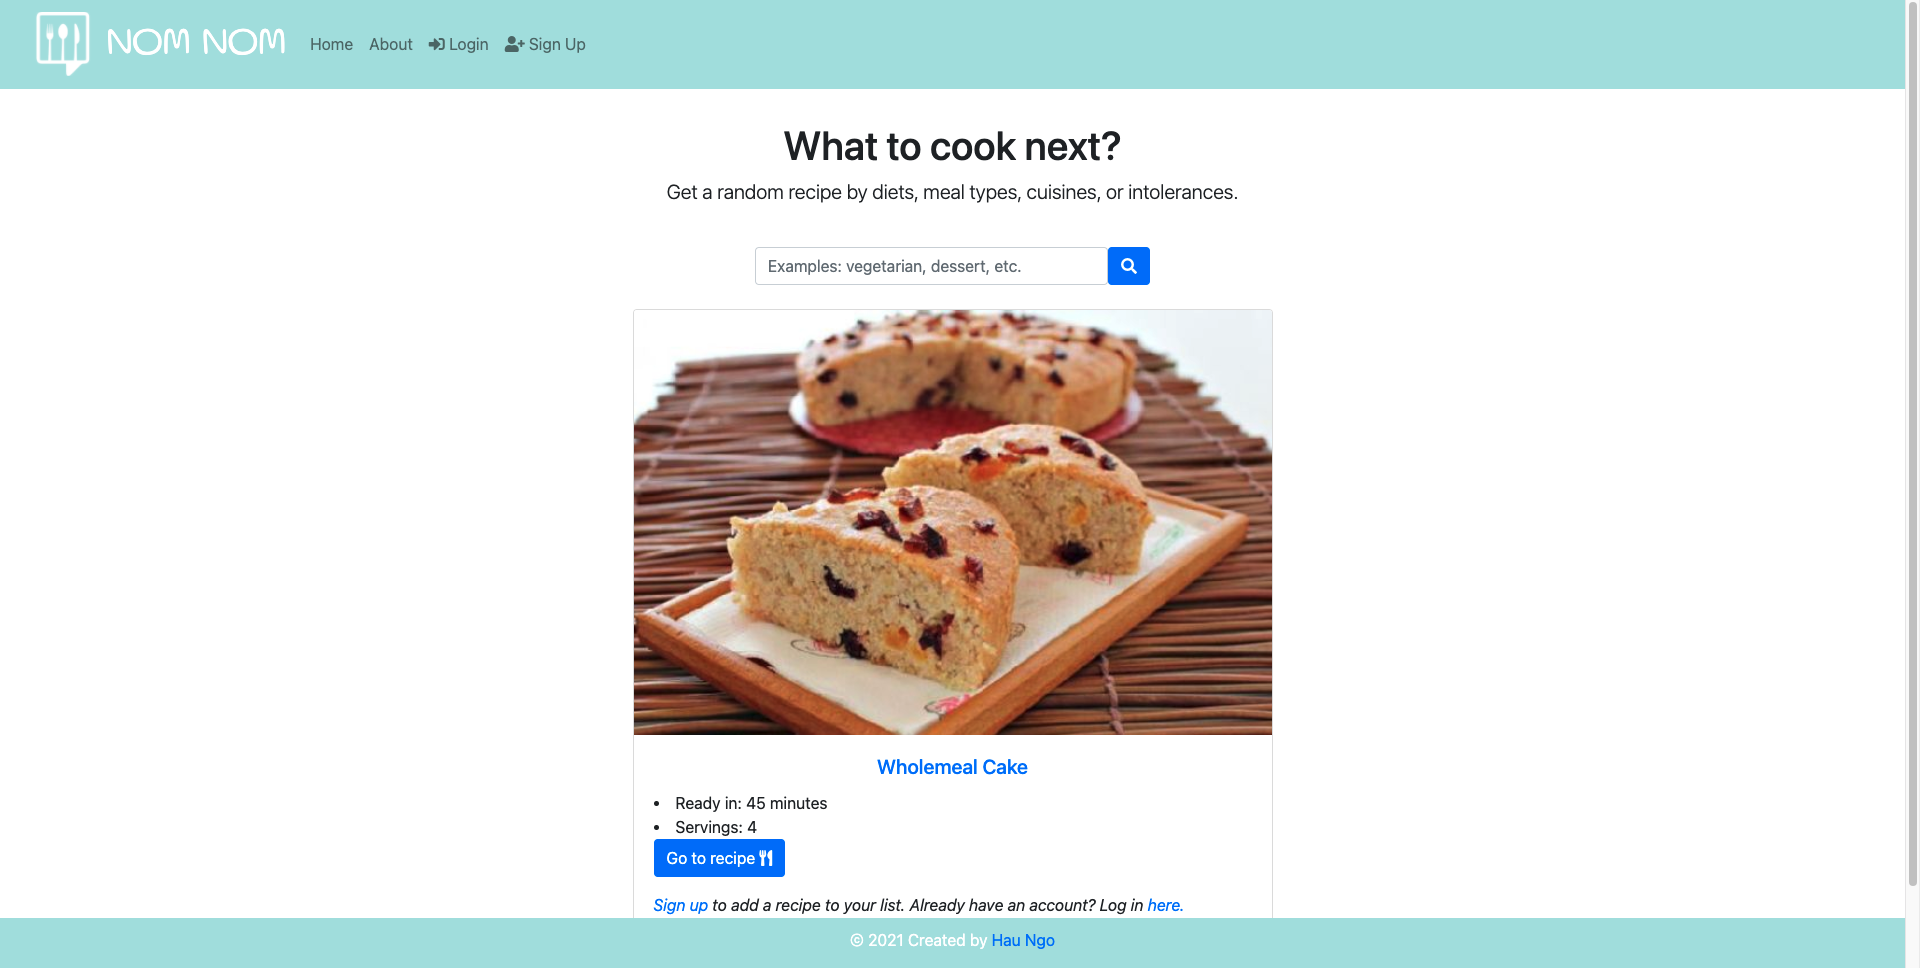 NOM NOM
Home About Login Sign Up
What to cook next?
Get a random recipe by diets, meal types, cuisines, or intolerances.
Examples: vegetarian, dessert, etc.
Wholemeal Cake
• Ready in: 45 minutes
• Servings: 4
Go to recipe
Sign up to add a recipe to your list. Already have an account? Log in here.
© 2021 Created by Hau Ngo